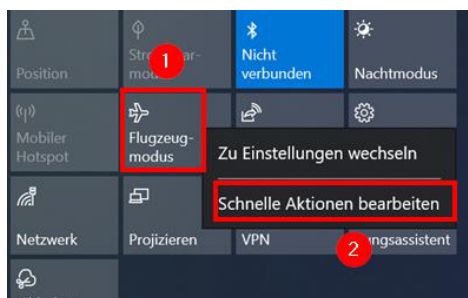 Position
Nicht
verbunden
Nachtmodus
1
Mobiler
Hotspot
Flugzeug-
modus
Zu Einstellungen wechseln
Schnelle Aktionen bearbeiten
Netzwerk
Projizieren
VPN
2